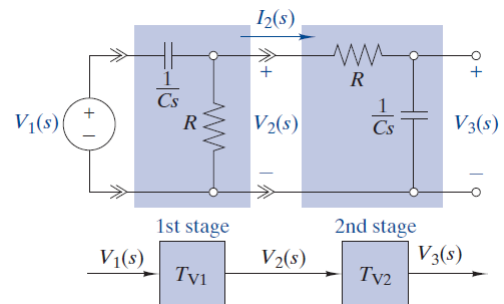 I₂(s)
+ +
1/Cs R
V₁(s) + − R V₂(s) 1/Cs V₃(s)
− −
1st stage 2nd stage
V₁(s) T_V1 V₂(s) T_V2 V₃(s)